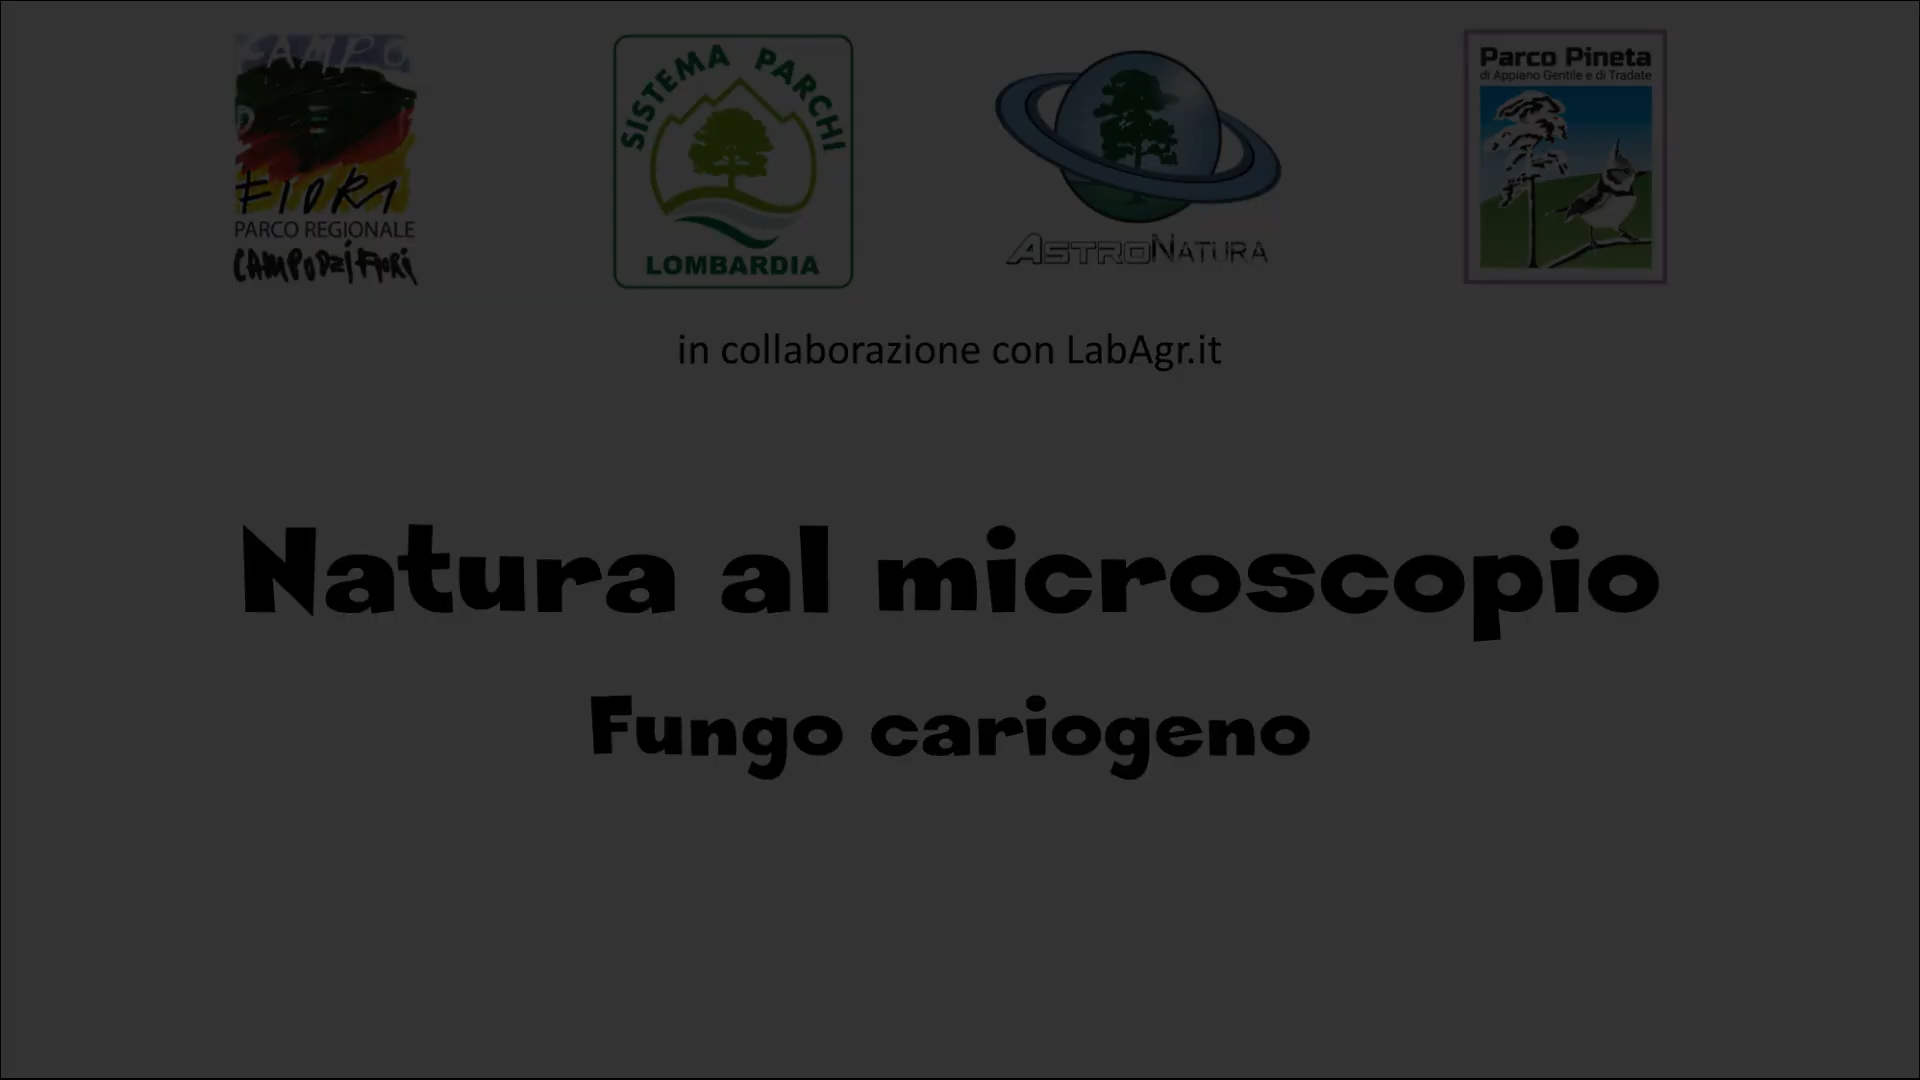 CAMPO
FIORI
PARCO REGIONALE
CAMPO DEI FIORI
SISTEMA PARCHI
LOMBARDIA
ASTRONATURA
Parco Pineta
di Appiano Gentile e di Tradate
in collaborazione con LabAgr.it
Natura al microscopio
Fungo cariogeno